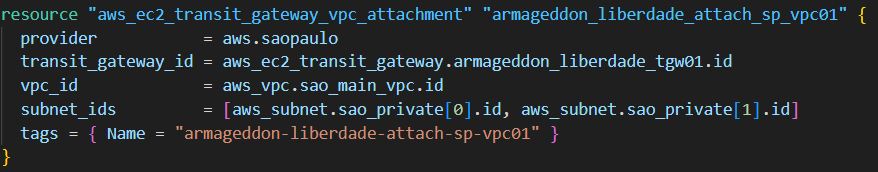 resource "aws_ec2_transit_gateway_vpc_attachment" "armageddon_liberdade_attach_sp_vpc01" {
  provider           = aws.saopaulo
  transit_gateway_id = aws_ec2_transit_gateway.armageddon_liberdade_tgw01.id
  vpc_id             = aws_vpc.sao_main_vpc.id
  subnet_ids         = [aws_subnet.sao_private[0].id, aws_subnet.sao_private[1].id]
  tags = { Name = "armageddon-liberdade-attach-sp-vpc01" }
}